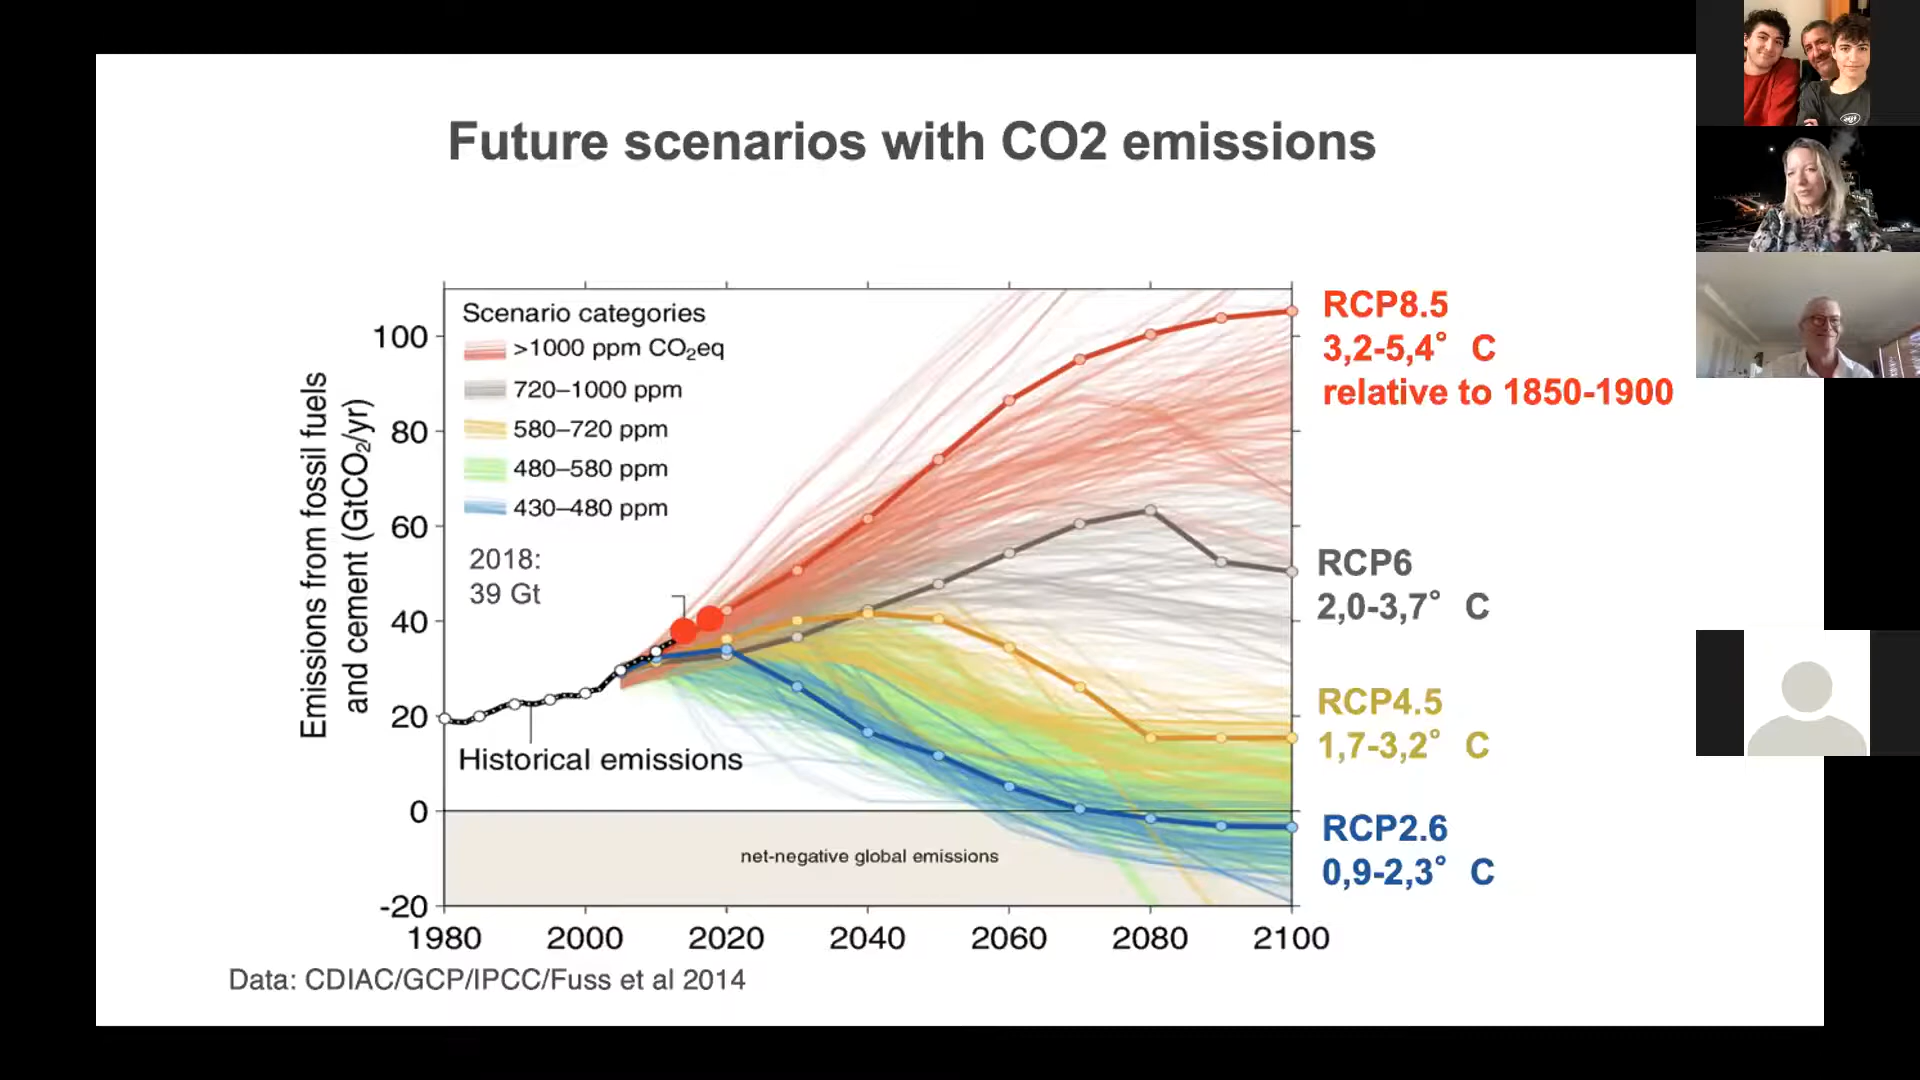 Future scenarios with CO2 emissions
Emissions from fossil fuels
and cement (GtCO₂/yr)
100
80
60
40
20
0
-20
Scenario categories
>1000 ppm CO₂eq
720–1000 ppm
580–720 ppm
480–580 ppm
430–480 ppm
2018:
39 Gt
Historical emissions
net-negative global emissions
1980
2000
2020
2040
2060
2080
2100
RCP8.5
3,2-5,4° C
relative to 1850-1900
RCP6
2,0-3,7° C
RCP4.5
1,7-3,2° C
RCP2.6
0,9-2,3° C
Data: CDIAC/GCP/IPCC/Fuss et al 2014